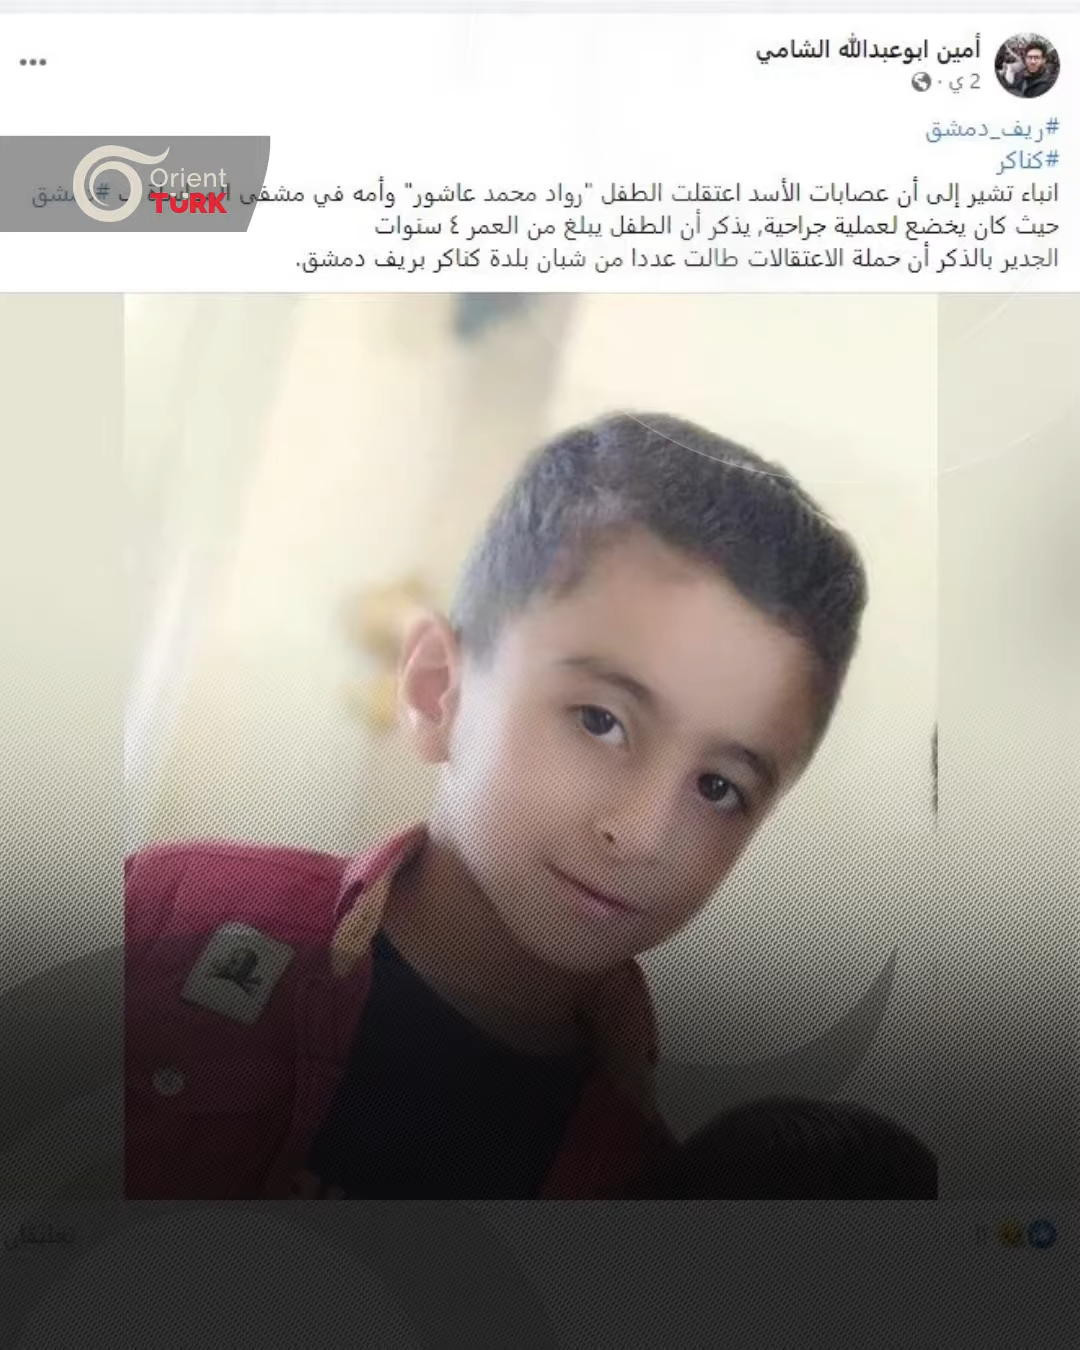 أمين ابوعبدالله الشامي
2 ي ·
#ريف_دمشق
#كناكر
انباء تشير إلى أن عصابات الأسد اعتقلت الطفل "رواد محمد عاشور" وأمه في مشفى
حيث كان يخضع لعملية جراحية, يذكر أن الطفل يبلغ من العمر ٤ سنوات
الجدير بالذكر أن حملة الاعتقالات طالت عددا من شبان بلدة كناكر بريف دمشق.
Orient
TURK
تعليقان